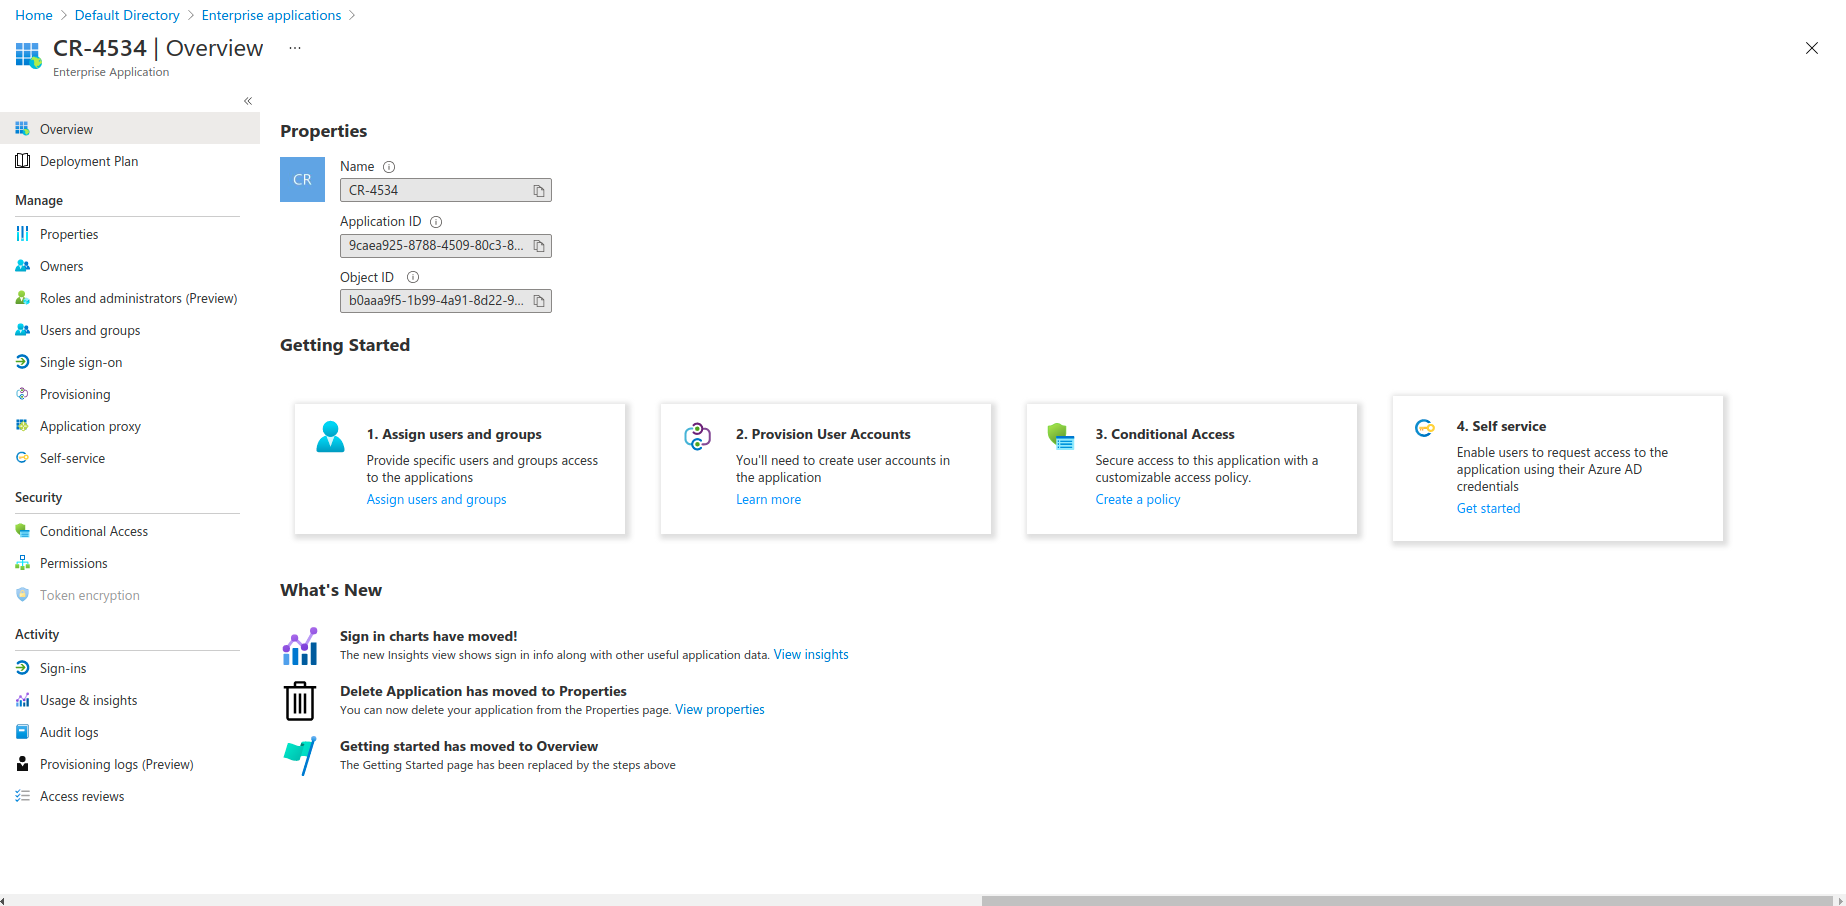 Home > Default Directory > Enterprise applications >
CR-4534 | Overview ...
Enterprise Application
«
Overview
Deployment Plan
Manage
Properties
Owners
Roles and administrators (Preview)
Users and groups
Single sign-on
Provisioning
Application proxy
Self-service
Security
Conditional Access
Permissions
Token encryption
Activity
Sign-ins
Usage & insights
Audit logs
Provisioning logs (Preview)
Access reviews
Properties
CR
Name
CR-4534
Application ID
9caea925-8788-4509-80c3-8...
Object ID
b0aaa9f5-1b99-4a91-8d22-9...
Getting Started
1. Assign users and groups
Provide specific users and groups access
to the applications
Assign users and groups
2. Provision User Accounts
You'll need to create user accounts in
the application
Learn more
3. Conditional Access
Secure access to this application with a
customizable access policy.
Create a policy
4. Self service
Enable users to request access to the
application using their Azure AD
credentials
Get started
What's New
Sign in charts have moved!
The new Insights view shows sign in info along with other useful application data. View insights
Delete Application has moved to Properties
You can now delete your application from the Properties page. View properties
Getting started has moved to Overview
The Getting Started page has been replaced by the steps above